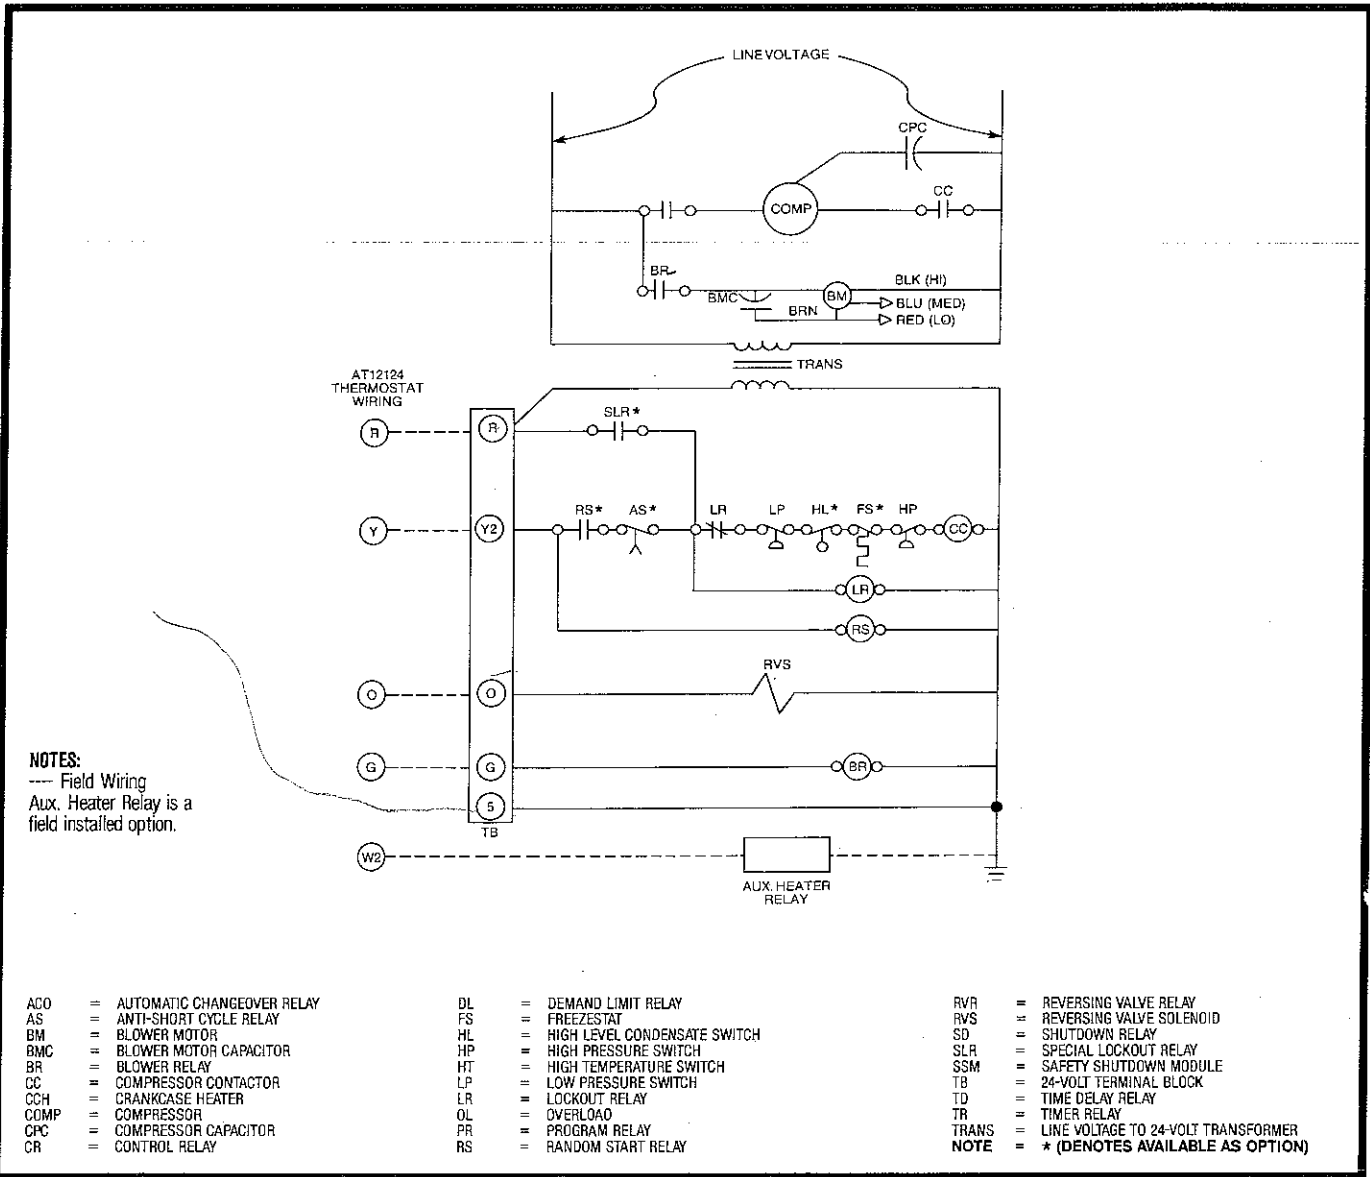 LINE VOLTAGE
CPC
COMP
CC
BR
BMC
BRN
BM
BLK (HI)
BLU (MED)
RED (LO)
TRANS
AT12124
THERMOSTAT
WIRING
R
R
SLR *
Y
Y2
RS * AS * LR LP HL * FS * HP
CC
LR
RS
RVS
O
O
G
G
BR
5
TB
W2
AUX. HEATER
RELAY
NOTES:
---- Field Wiring
Aux. Heater Relay is a
field installed option.
ACO = AUTOMATIC CHANGEOVER RELAY
AS = ANTI-SHORT CYCLE RELAY
BM = BLOWER MOTOR
BMC = BLOWER MOTOR CAPACITOR
BR = BLOWER RELAY
CC = COMPRESSOR CONTACTOR
CCH = CRANKCASE HEATER
COMP = COMPRESSOR
CPC = COMPRESSOR CAPACITOR
CR = CONTROL RELAY
DL = DEMAND LIMIT RELAY
FS = FREEZESTAT
HL = HIGH LEVEL CONDENSATE SWITCH
HP = HIGH PRESSURE SWITCH
HT = HIGH TEMPERATURE SWITCH
LP = LOW PRESSURE SWITCH
LR = LOCKOUT RELAY
OL = OVERLOAD
PR = PROGRAM RELAY
RS = RANDOM START RELAY
RVR = REVERSING VALVE RELAY
RVS = REVERSING VALVE SOLENOID
SD = SHUTDOWN RELAY
SLR = SPECIAL LOCKOUT RELAY
SSM = SAFETY SHUTDOWN MODULE
TB = 24-VOLT TERMINAL BLOCK
TD = TIME DELAY RELAY
TR = TIMER RELAY
TRANS = LINE VOLTAGE TO 24-VOLT TRANSFORMER
NOTE = * (DENOTES AVAILABLE AS OPTION)